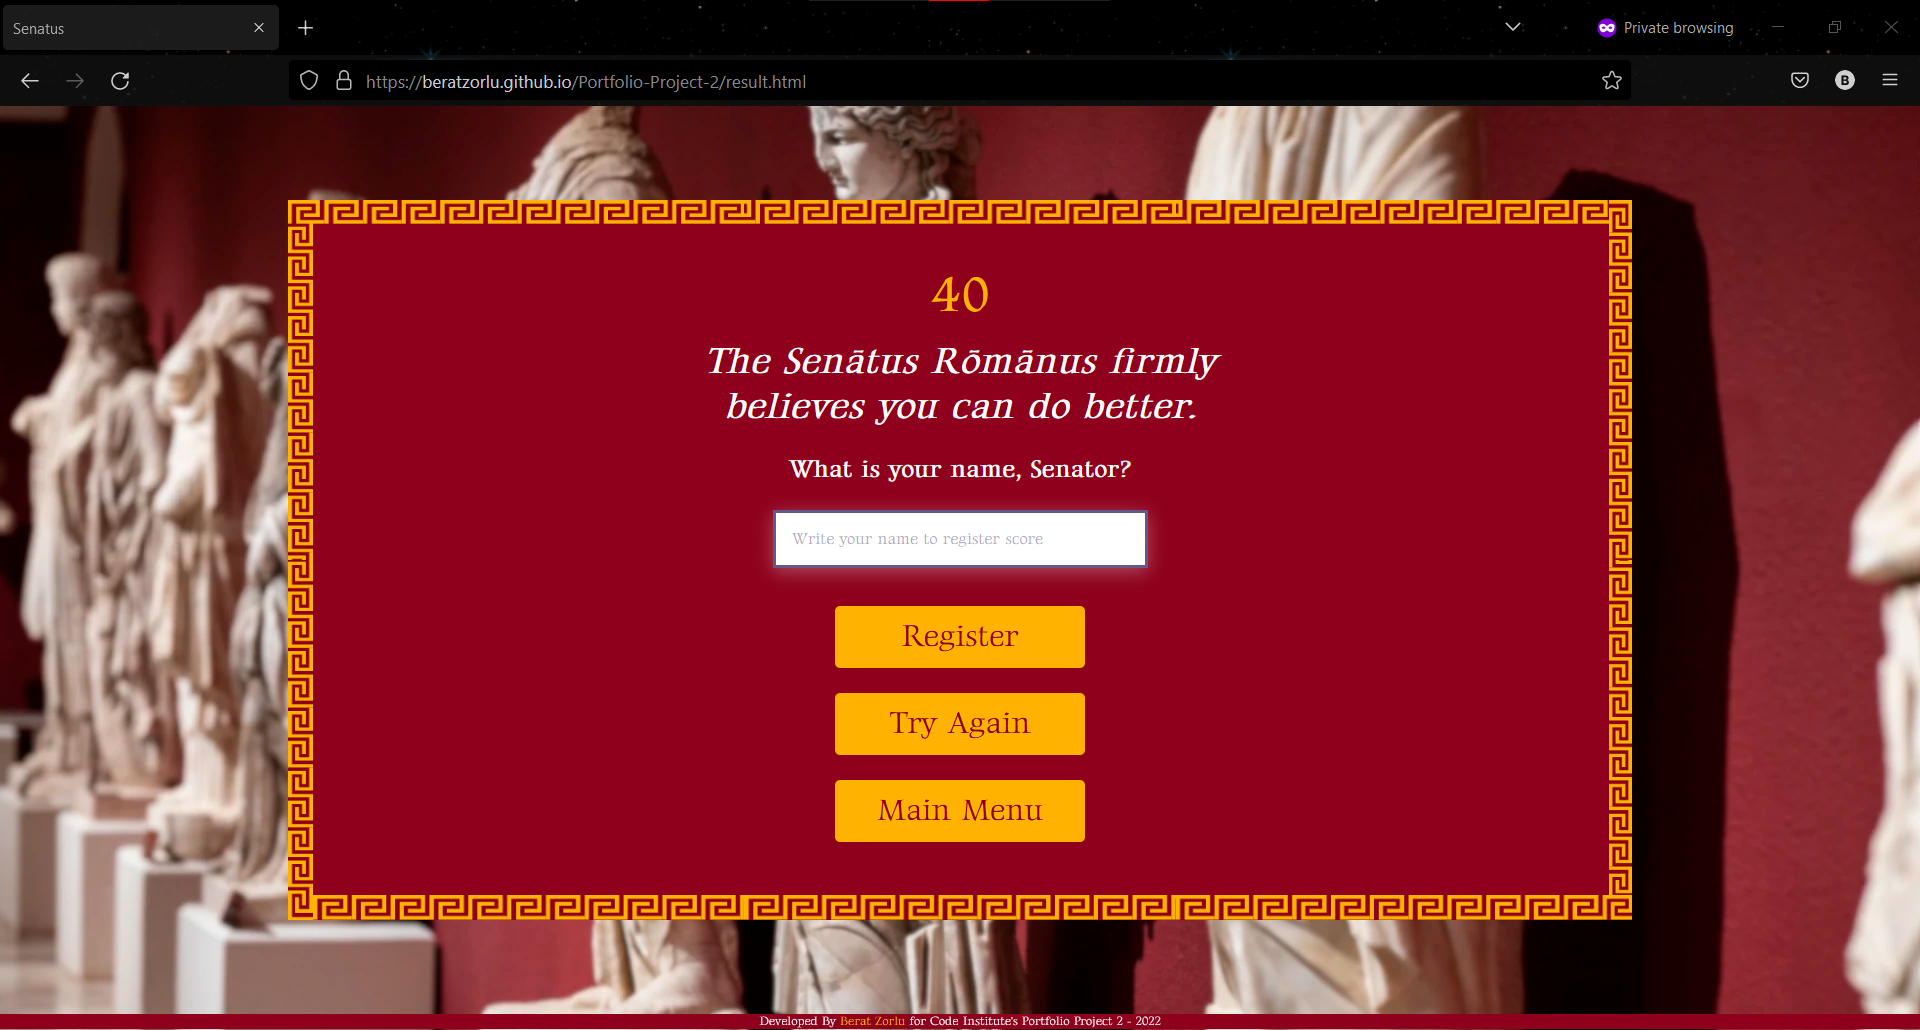 Senatus
Private browsing
https://beratzorlu.github.io/Portfolio-Project-2/result.html
B
40
The Senātus Rōmānus firmly
believes you can do better.
What is your name, Senator?
Write your name to register score
Register
Try Again
Main Menu
Developed By Berat Zorlu for Code Institute's Portfolio Project 2 - 2022